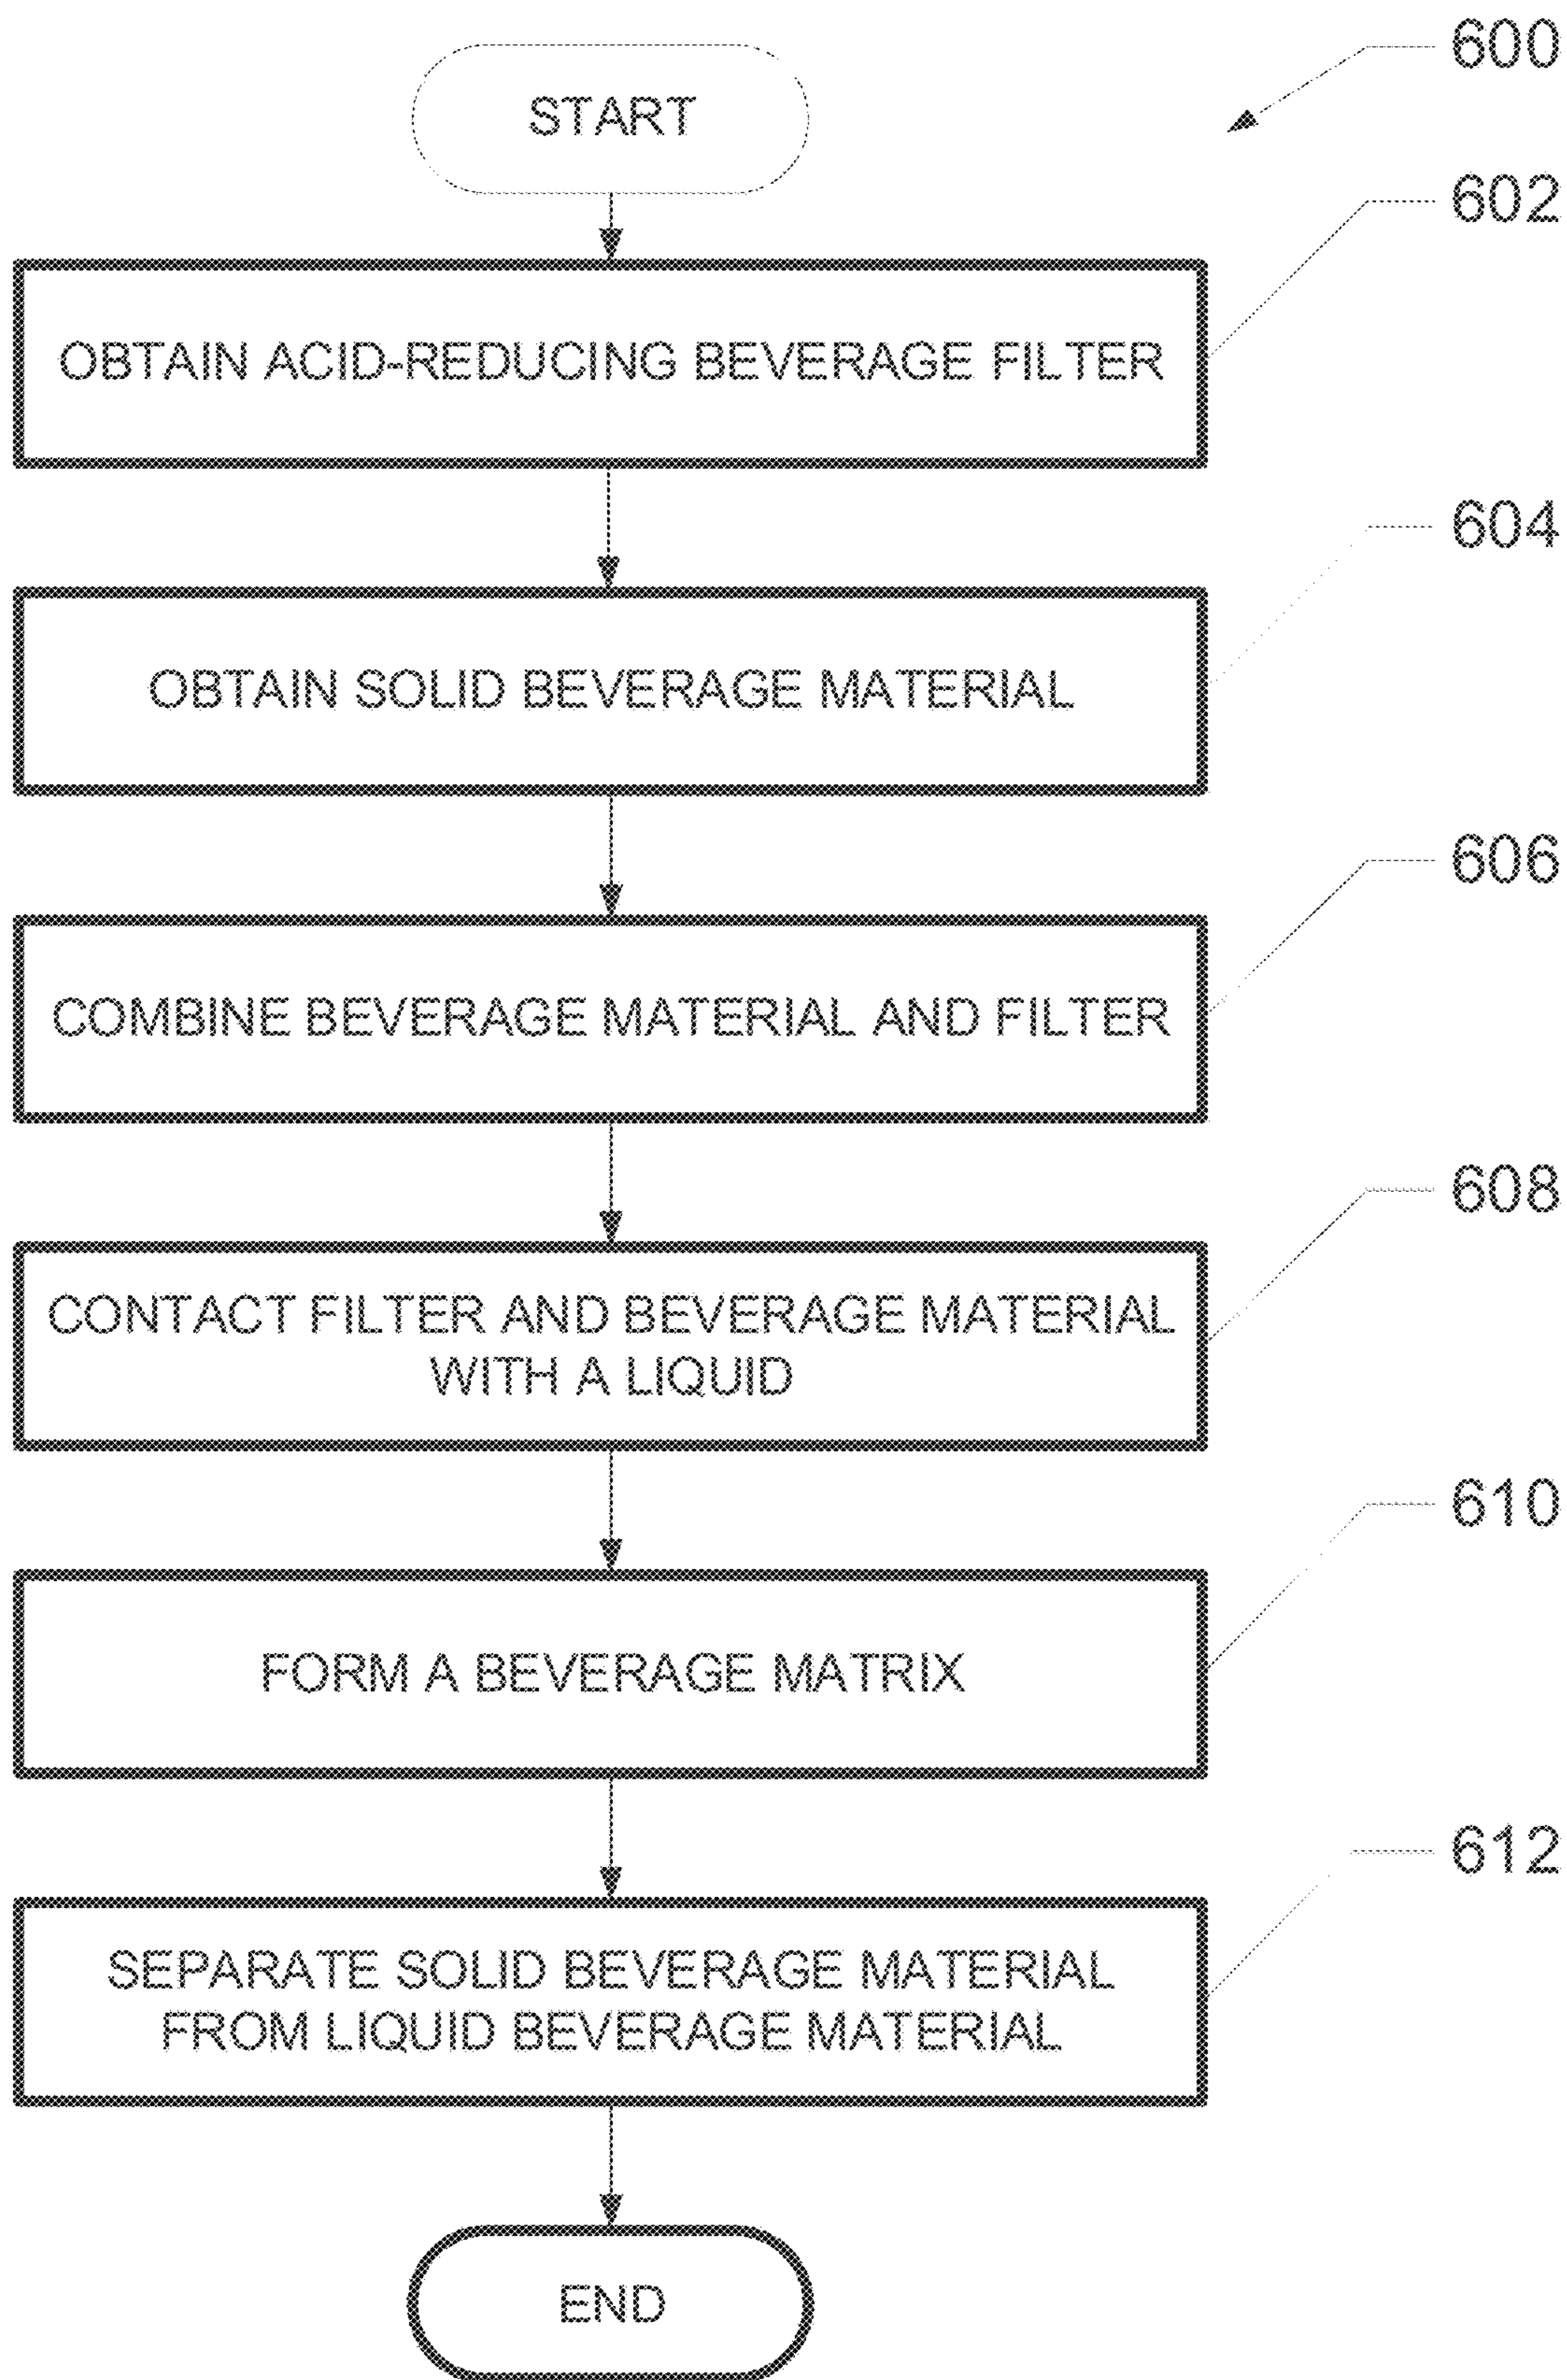 600
START
602
OBTAIN ACID-REDUCING BEVERAGE FILTER
604
OBTAIN SOLID BEVERAGE MATERIAL
606
COMBINE BEVERAGE MATERIAL AND FILTER
608
CONTACT FILTER AND BEVERAGE MATERIAL
WITH A LIQUID
610
FORM A BEVERAGE MATRIX
612
SEPARATE SOLID BEVERAGE MATERIAL
FROM LIQUID BEVERAGE MATERIAL
END